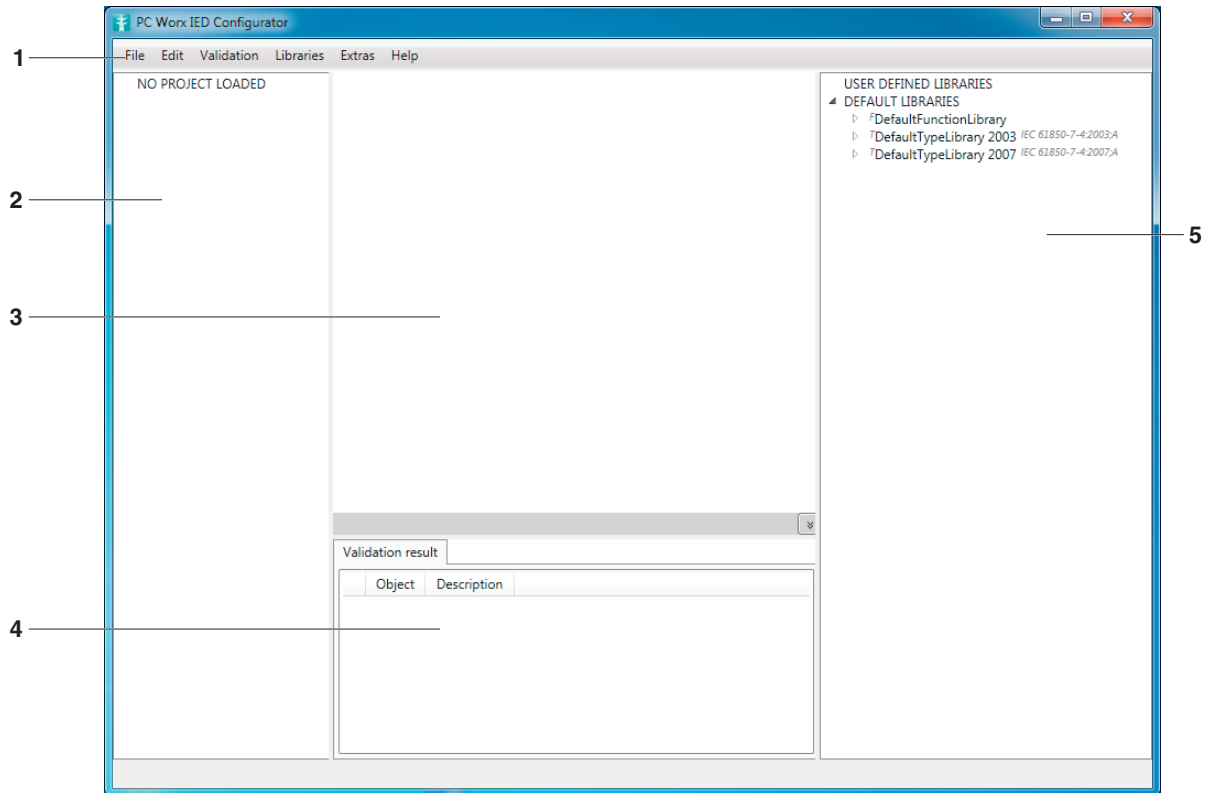 PC Worx IED Configurator
1
File Edit Validation Libraries Extras Help
NO PROJECT LOADED
USER DEFINED LIBRARIES
DEFAULT LIBRARIES
FDefaultFunctionLibrary
TDefaultTypeLibrary 2003 IEC 61850-7-4:2003;A
TDefaultTypeLibrary 2007 IEC 61850-7-4:2007;A
2
5
3
Validation result
Object Description
4